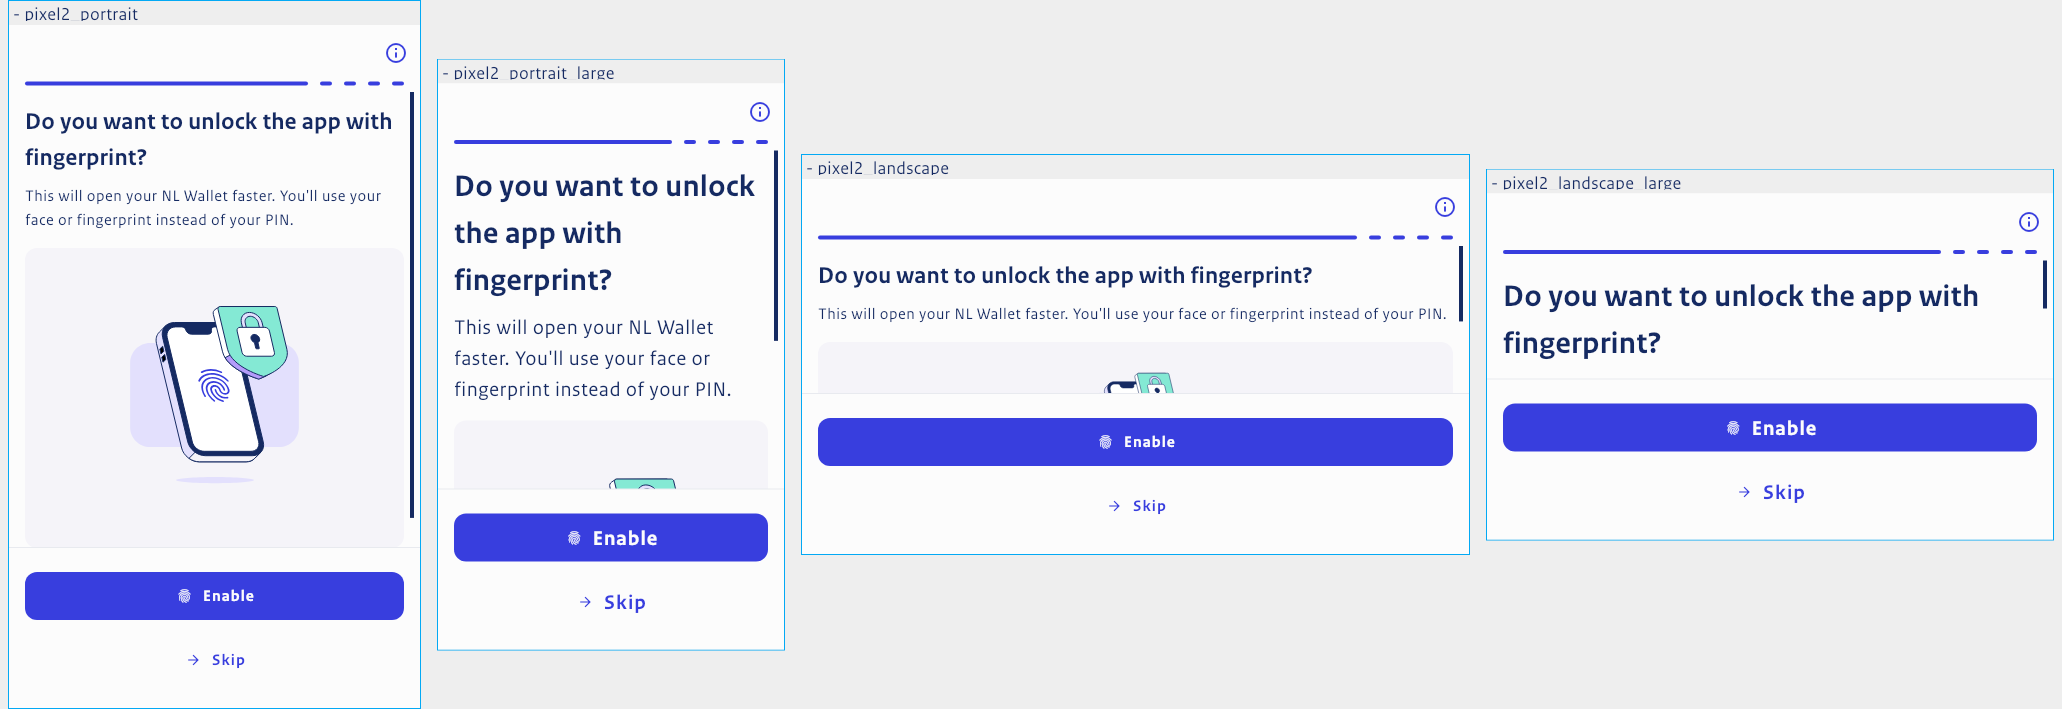 - pixel2_portrait
Do you want to unlock the app with
fingerprint?
This will open your NL Wallet faster. You'll use your
face or fingerprint instead of your PIN.
Enable
Skip
- pixel2_portrait_large
Do you want to unlock
the app with
fingerprint?
This will open your NL Wallet
faster. You'll use your face or
fingerprint instead of your PIN.
Enable
Skip
- pixel2_landscape
Do you want to unlock the app with fingerprint?
This will open your NL Wallet faster. You'll use your face or fingerprint instead of your PIN.
Enable
Skip
- pixel2_landscape_large
Do you want to unlock the app with
fingerprint?
Enable
Skip